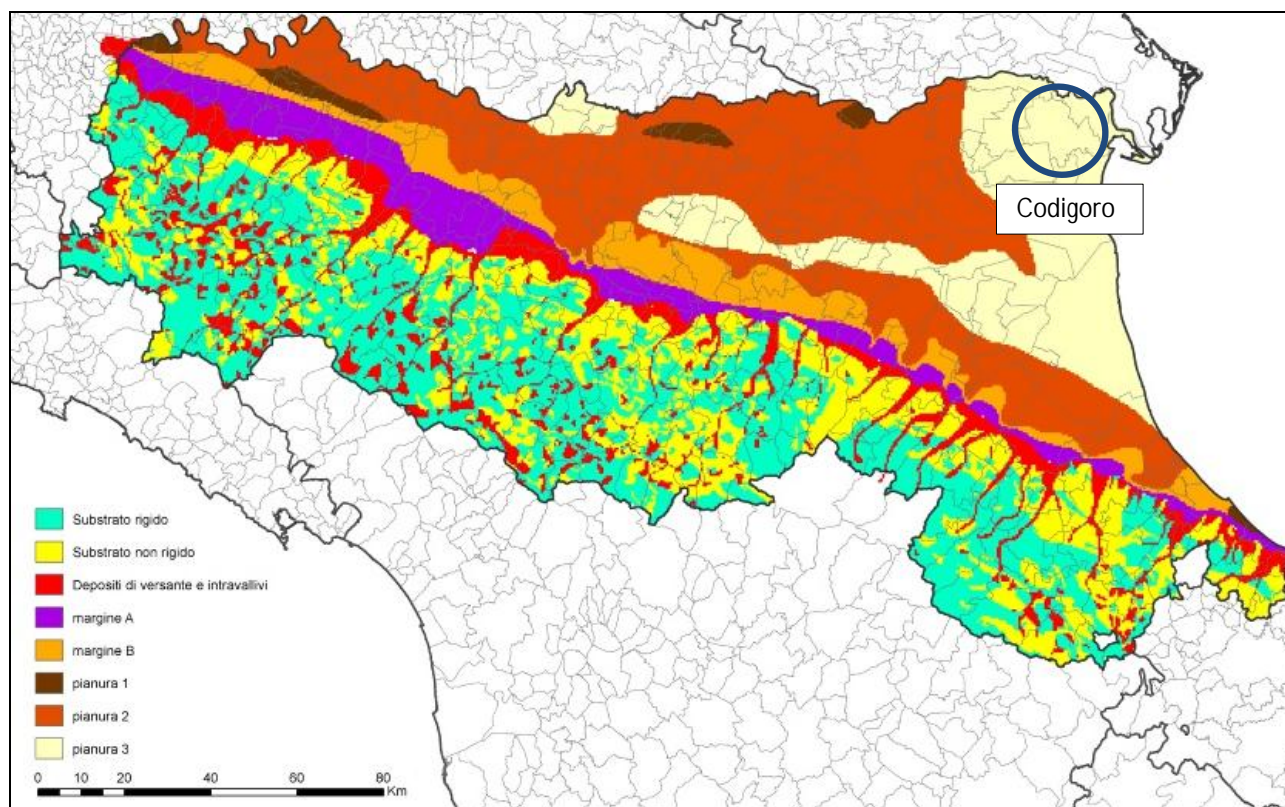 Codigoro
Substrato rigido
Substrato non rigido
Depositi di versante e intravallivi
margine A
margine B
pianura 1
pianura 2
pianura 3
0 10 20 40 60 80
Km